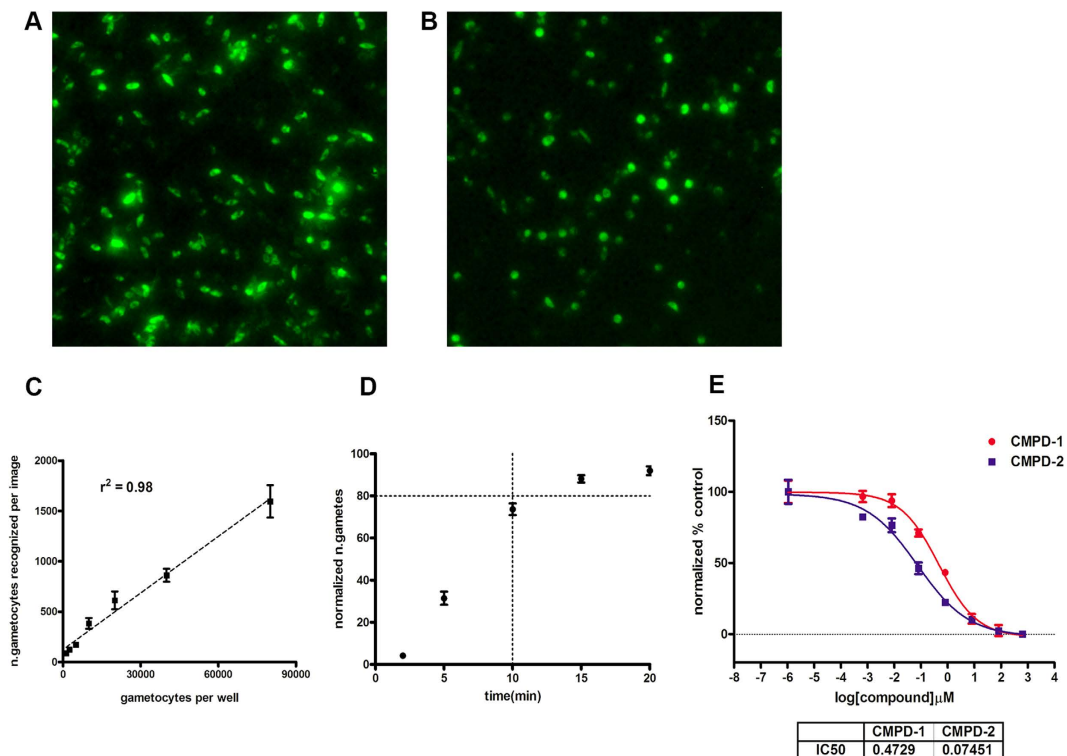 A
B
C
n.gametocytes recognized per image
2000
1500
1000
500
0
r² = 0.98
0
30000
60000
90000
gametocytes per well
D
normalized n.gametes
100
80
60
40
20
0
0
5
10
15
20
time(min)
E
normalized % control
150
100
50
0
CMPD-1
CMPD-2
-8
-7
-6
-5
-4
-3
-2
-1
0
1
2
3
4
log[compound]μM
CMPD-1 CMPD-2
IC50 0.4729 0.07451